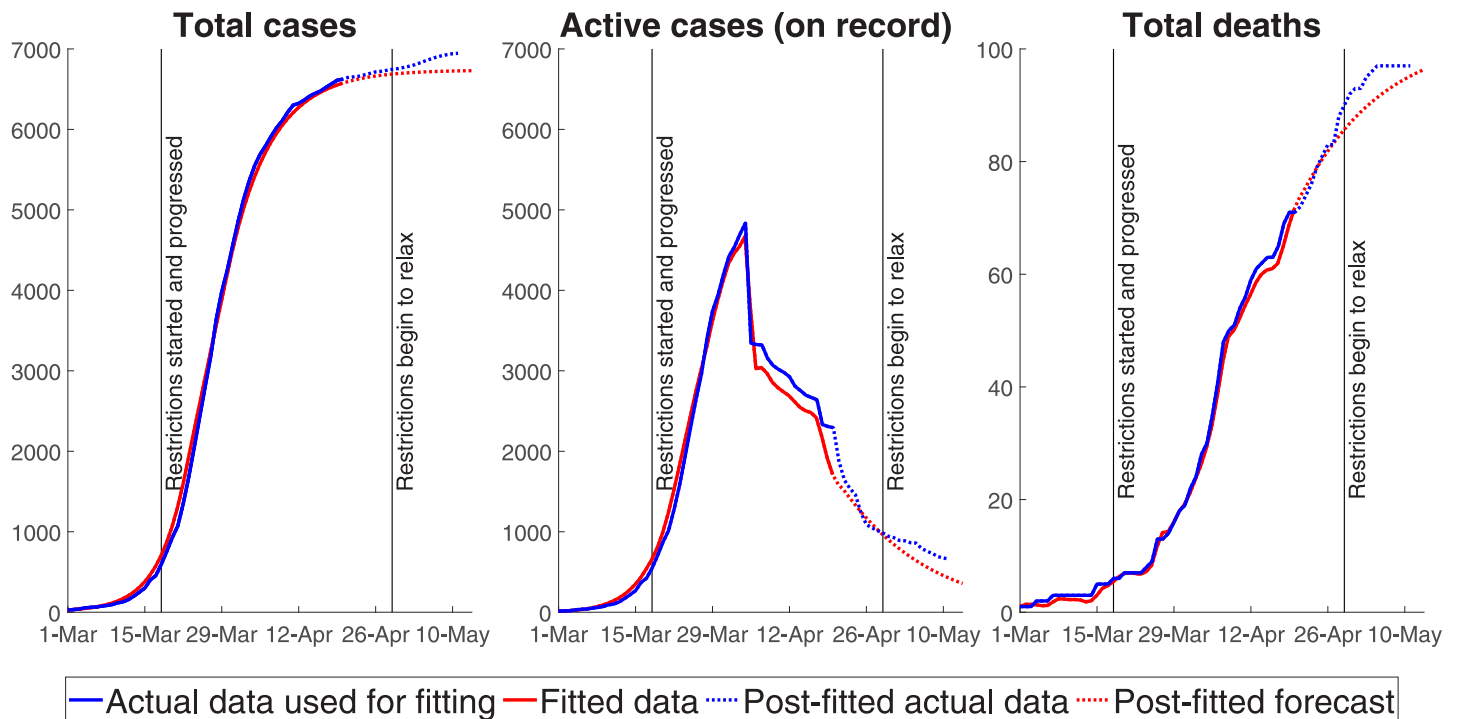 Total cases
7000
6000
5000
4000
3000
2000
1000
0
1-Mar 15-Mar 29-Mar 12-Apr 26-Apr 10-May
Restrictions started and progressed
Restrictions begin to relax
Active cases (on record)
7000
6000
5000
4000
3000
2000
1000
0
1-Mar 15-Mar 29-Mar 12-Apr 26-Apr 10-May
Restrictions started and progressed
Restrictions begin to relax
Total deaths
100
80
60
40
20
0
1-Mar 15-Mar 29-Mar 12-Apr 26-Apr 10-May
Restrictions started and progressed
Restrictions begin to relax
Actual data used for fitting Fitted data Post-fitted actual data Post-fitted forecast